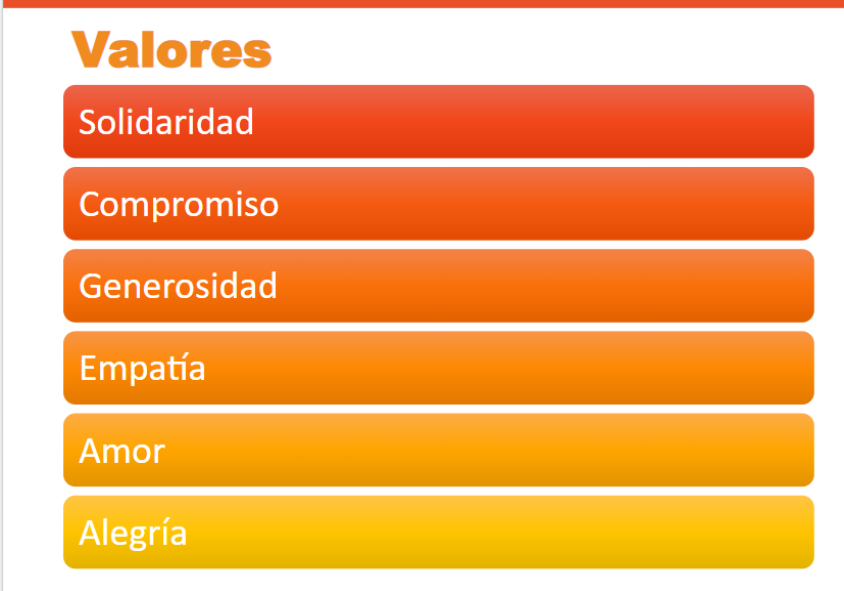 Valores
Solidaridad
Compromiso
Generosidad
Empatía
Amor
Alegría